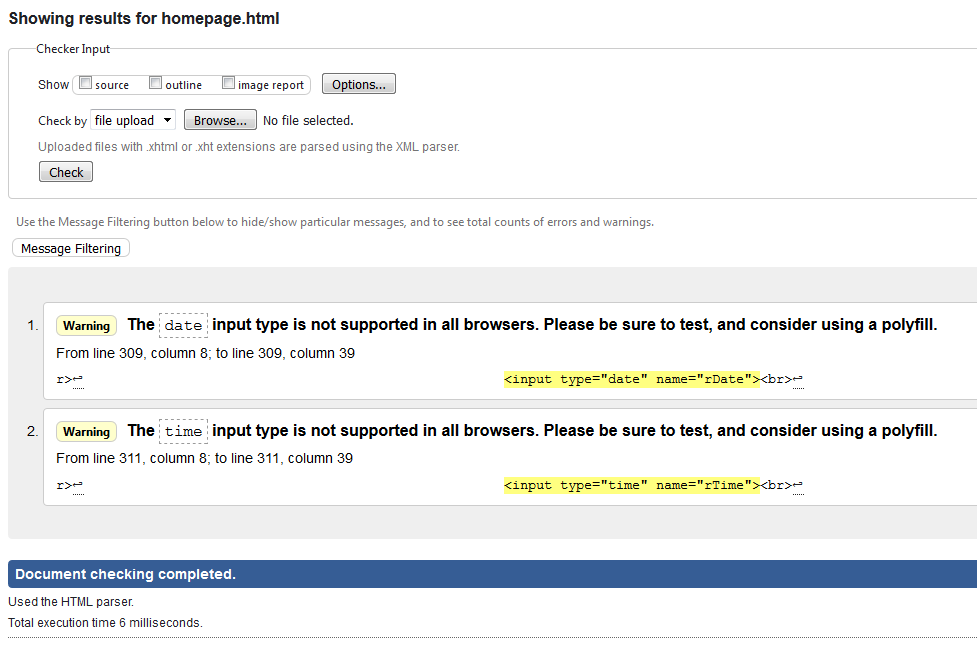 Showing results for homepage.html
Checker Input
Show source outline image report Options...
Check by file upload Browse... No file selected.
Uploaded files with .xhtml or .xht extensions are parsed using the XML parser.
Check
Use the Message Filtering button below to hide/show particular messages, and to see total counts of errors and warnings.
Message Filtering
1. Warning The date input type is not supported in all browsers. Please be sure to test, and consider using a polyfill.
From line 309, column 8; to line 309, column 39
r>↩ <input type="date" name="rDate"><br>↩
2. Warning The time input type is not supported in all browsers. Please be sure to test, and consider using a polyfill.
From line 311, column 8; to line 311, column 39
r>↩ <input type="time" name="rTime"><br>↩
Document checking completed.
Used the HTML parser.
Total execution time 6 milliseconds.